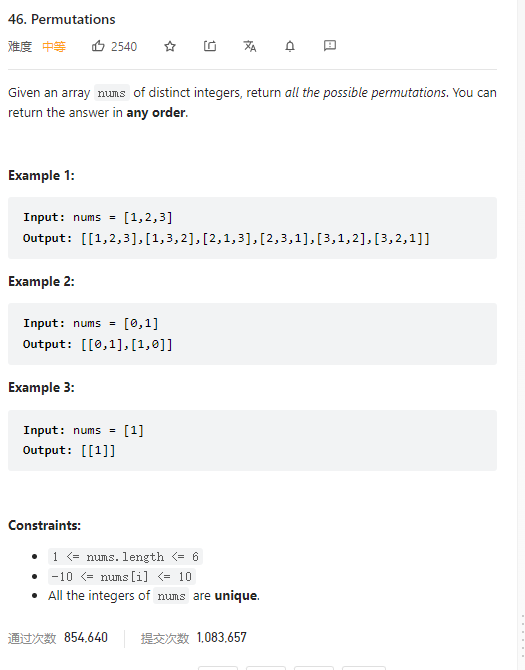 46. Permutations
难度 中等 2540
Given an array nums of distinct integers, return all the possible permutations. You can
return the answer in any order.
Example 1:
Input: nums = [1,2,3]
Output: [[1,2,3],[1,3,2],[2,1,3],[2,3,1],[3,1,2],[3,2,1]]
Example 2:
Input: nums = [0,1]
Output: [[0,1],[1,0]]
Example 3:
Input: nums = [1]
Output: [[1]]
Constraints:
1 <= nums.length <= 6
-10 <= nums[i] <= 10
All the integers of nums are unique.
通过次数 854,640 提交次数 1,083,657